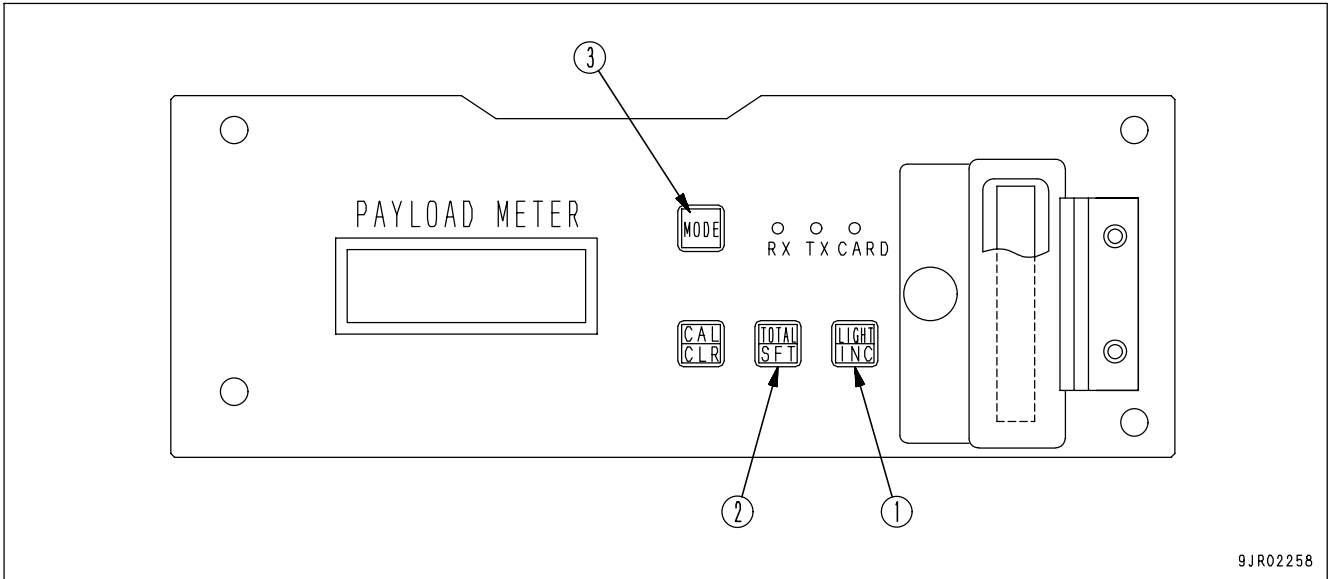 3
PAYLOAD METER
MODE
RX TX CARD
CAL
CLR
TOTAL
SFT
LIGHT
INC
2
1
9JR02258